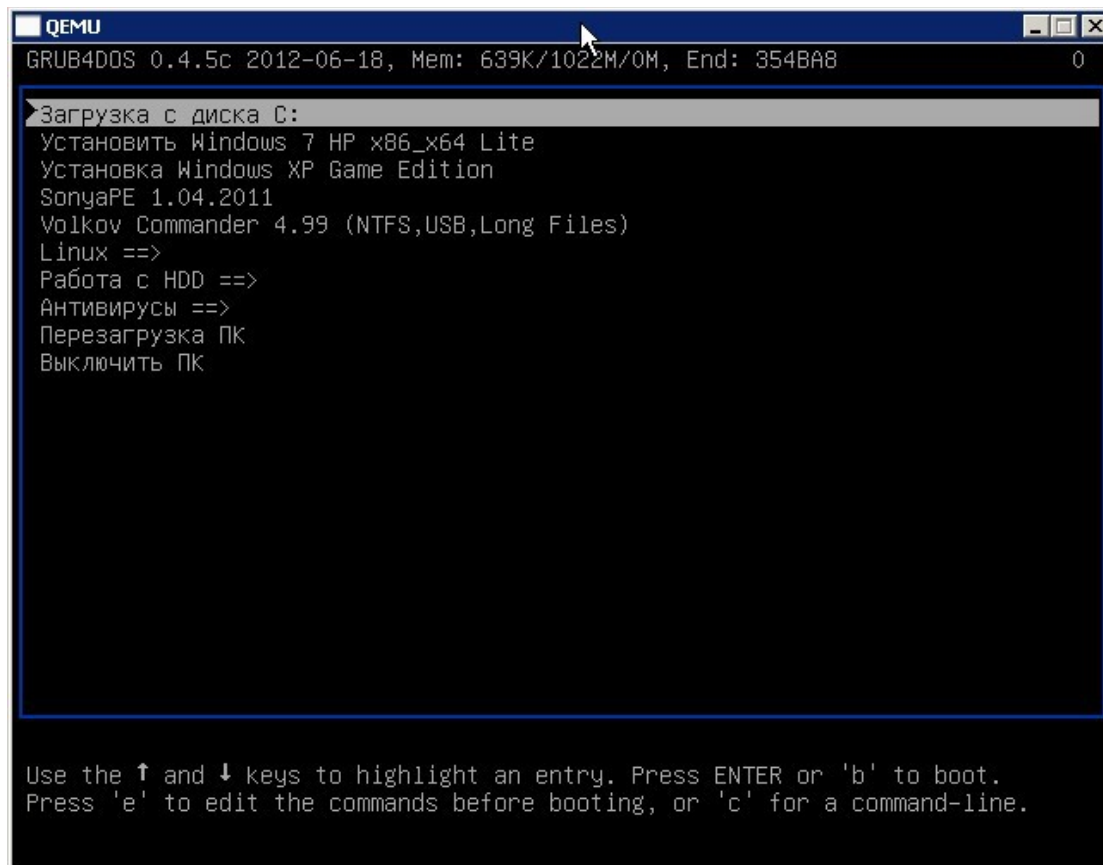 QEMU
GRUB4DOS 0.4.5c 2012-06-18, Mem: 639K/1022M/0M, End: 354BA8 0
Загрузка с диска C:
Установить Windows 7 HP x86_x64 Lite
Установка Windows XP Game Edition
SonyaPE 1.04.2011
Volkov Commander 4.99 (NTFS,USB,Long Files)
Linux ==>
Работа с HDD ==>
Антивирусы ==>
Перезагрузка ПК
Выключить ПК
Use the ↑ and ↓ keys to highlight an entry. Press ENTER or 'b' to boot.
Press 'e' to edit the commands before booting, or 'c' for a command-line.